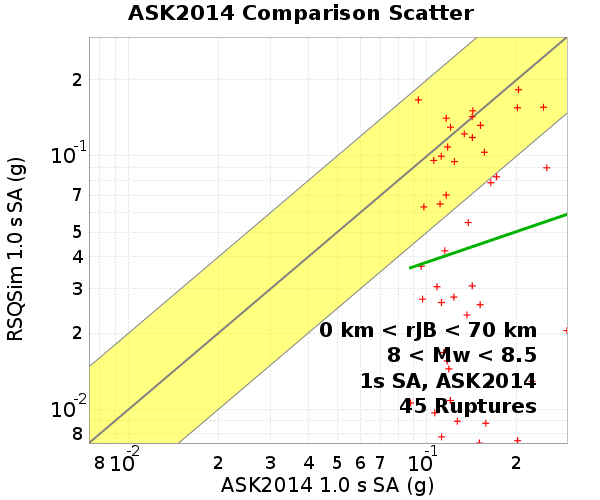 ASK2014 Comparison Scatter
RSQSim 1.0 s SA (g)
2
10-1
7
5
4
3
2
10-2
8
0 km < rJB < 70 km
8 < Mw < 8.5
1s SA, ASK2014
45 Ruptures
8 10-2 2 3 4 5 6 7 10-1 2
ASK2014 1.0 s SA (g)